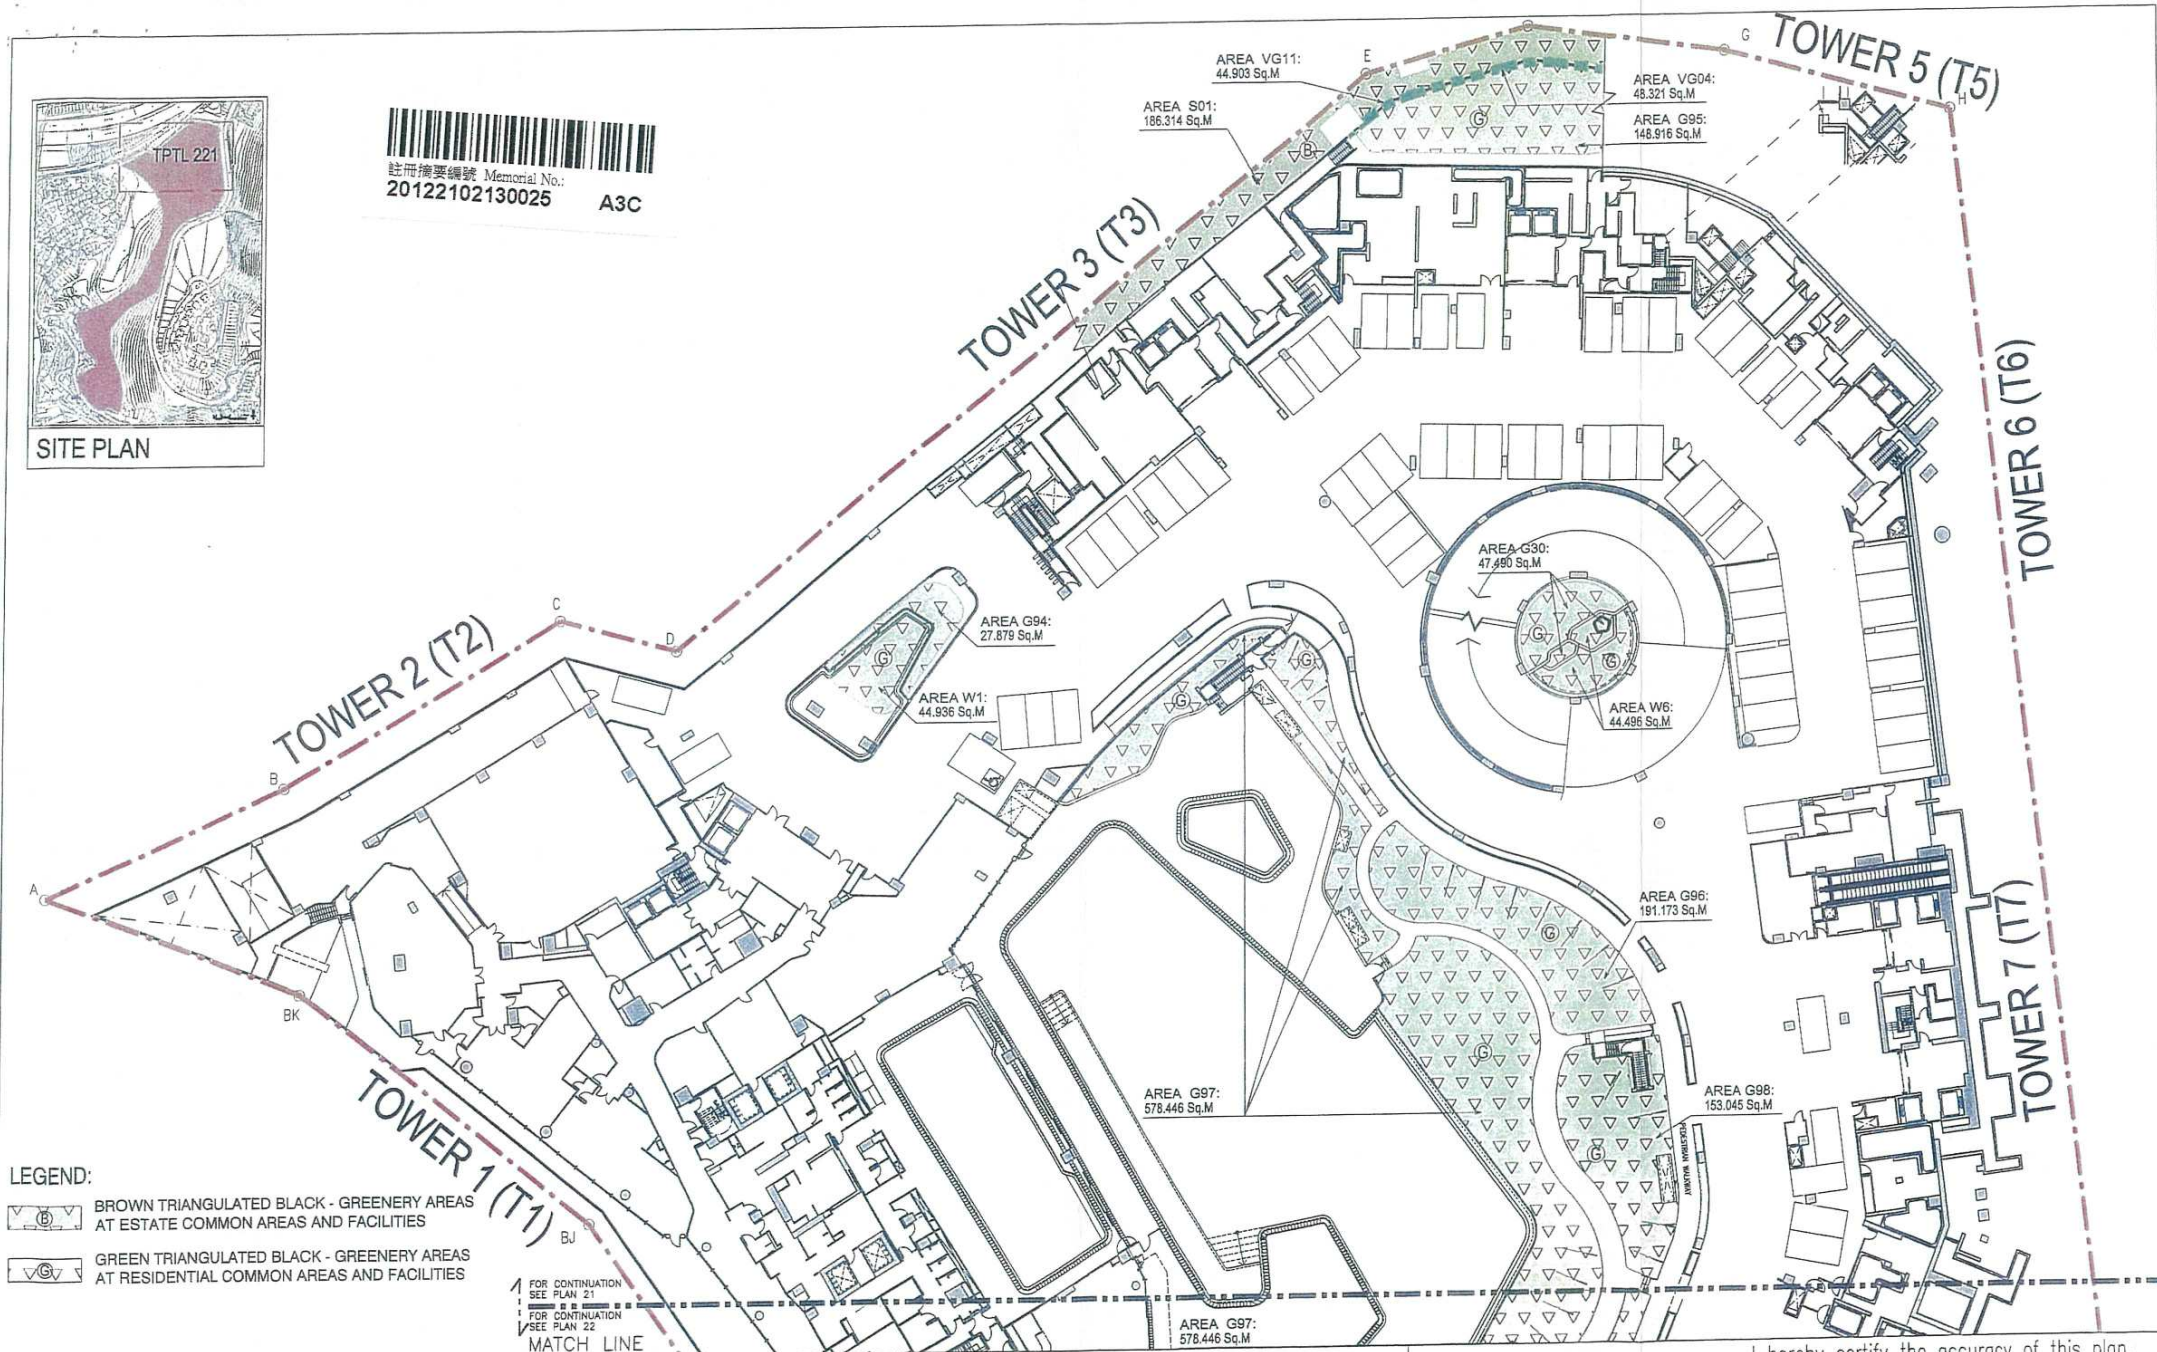 TPTL 221
SITE PLAN
註冊摘要編號 Memorial No.:
20122102130025 A3C
TOWER 5 (T5)
E
G
H
AREA VG11:
44.903 Sq.M
AREA S01:
186.314 Sq.M
AREA VG04:
48.321 Sq.M
AREA G95:
148.916 Sq.M
G
B
TOWER 3 (T3)
TOWER 6 (T6)
AREA G30:
47.490 Sq.M
G
G
AREA W6:
44.496 Sq.M
C
D
TOWER 2 (T2)
AREA G94:
27.879 Sq.M
G
AREA W1:
44.936 Sq.M
G
G
B
A
BK
AREA G96:
191.173 Sq.M
G
TOWER 7 (T7)
G
AREA G97:
578.446 Sq.M
AREA G98:
153.045 Sq.M
G
PEDESTRIAN WALKWAY
TOWER 1 (T1)
BJ
LEGEND:
B
BROWN TRIANGULATED BLACK - GREENERY AREAS
AT ESTATE COMMON AREAS AND FACILITIES
G
GREEN TRIANGULATED BLACK - GREENERY AREAS
AT RESIDENTIAL COMMON AREAS AND FACILITIES
FOR CONTINUATION
SEE PLAN 21
FOR CONTINUATION
SEE PLAN 22
MATCH LINE
AREA G97:
578.446 Sq.M
I hereby certify the accuracy of this plan